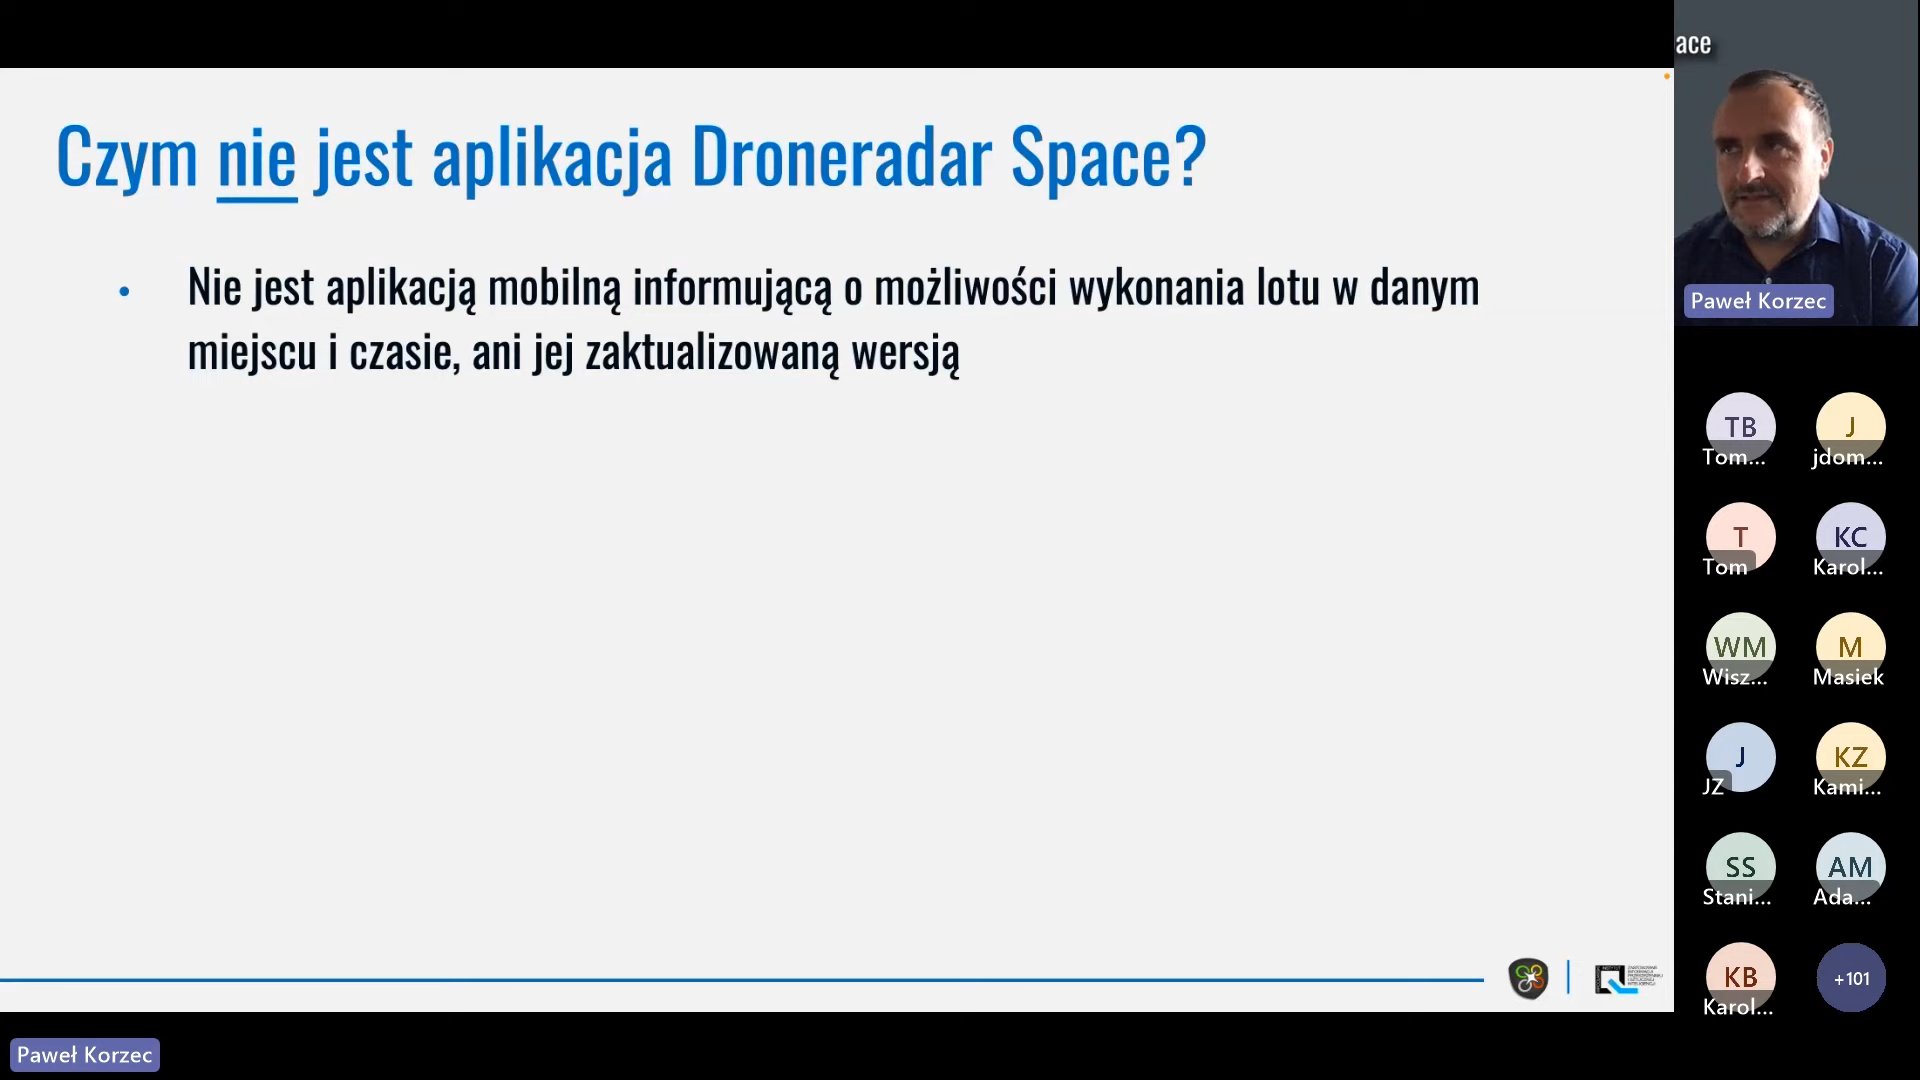 ace
Czym nie jest aplikacja Droneradar Space?
• Nie jest aplikacją mobilną informującą o możliwości wykonania lotu w danym
miejscu i czasie, ani jej zaktualizowaną wersją
Paweł Korzec
TB
Tom...
J
jdom...
T
Tom
KC
Karol...
WM
Wisz...
M
Masiek
J
JZ
KZ
Kami...
SS
Stani...
AM
Ada...
KB
Karol...
+101
Paweł Korzec